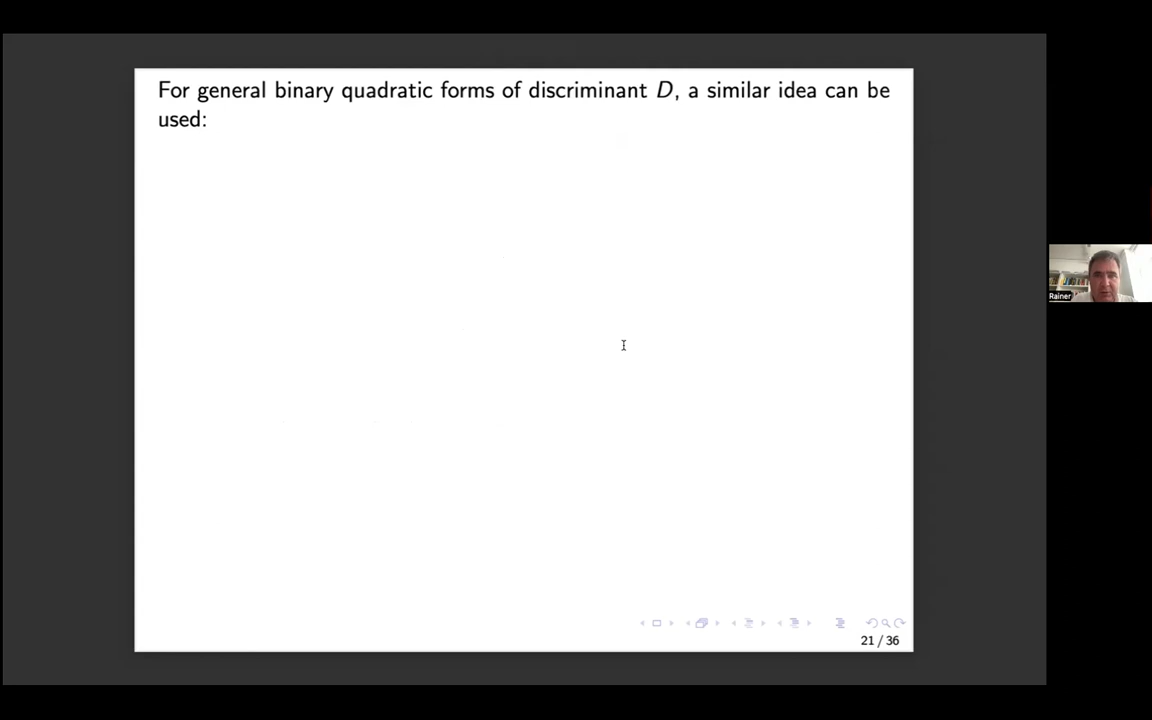 For general binary quadratic forms of discriminant D, a similar idea can be
used:
Rainer
21 / 36